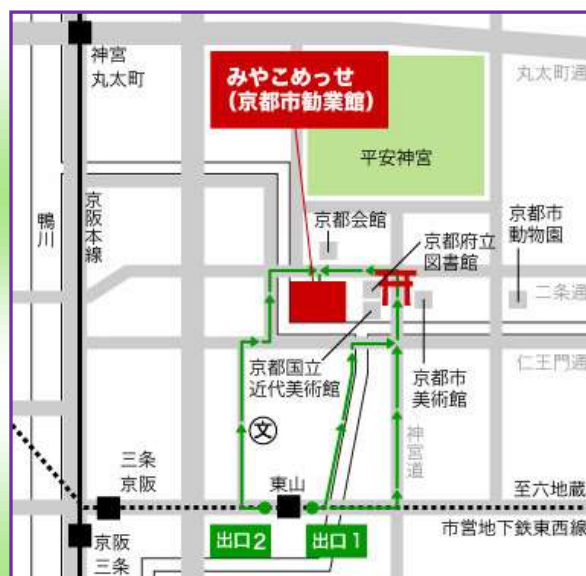 神宮
丸太町
みやこめっせ
(京都市勧業館)
丸太町通
平安神宮
鴨川
京阪本線
京都会館
京都府立
図書館
京都市
動物園
二条通
京都国立
近代美術館
京都市
美術館
仁王門通
文
神宮道
三条
京阪
東山
至六地蔵
出口2
出口1
市営地下鉄東西線
京阪
三条